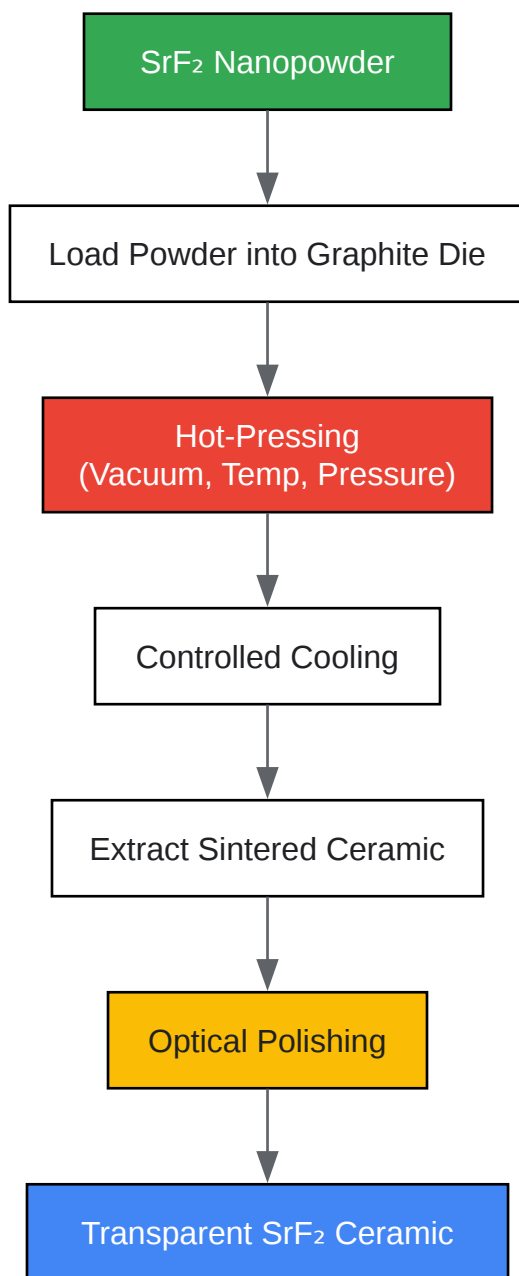 SrF₂ Nanopowder
Load Powder into Graphite Die
Hot-Pressing
(Vacuum, Temp, Pressure)
Controlled Cooling
Extract Sintered Ceramic
Optical Polishing
Transparent SrF₂ Ceramic